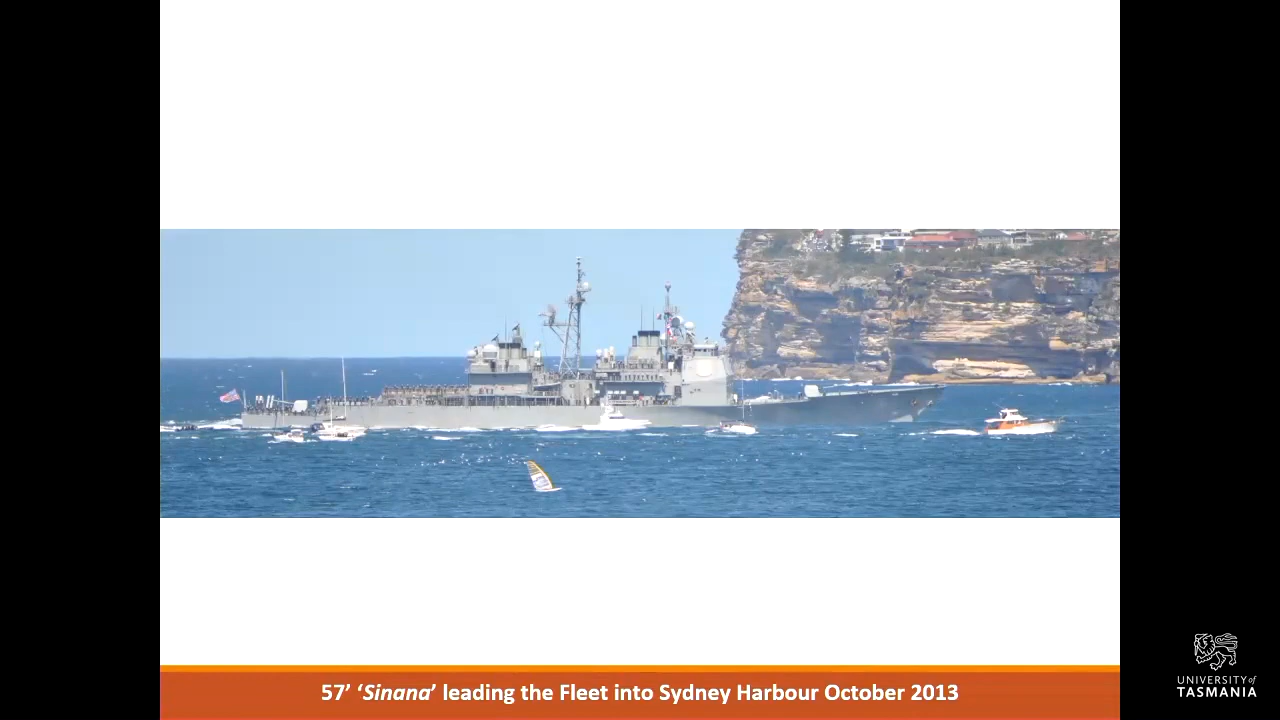 57’ ‘Sinana’ leading the Fleet into Sydney Harbour October 2013
UNIVERSITY of
TASMANIA